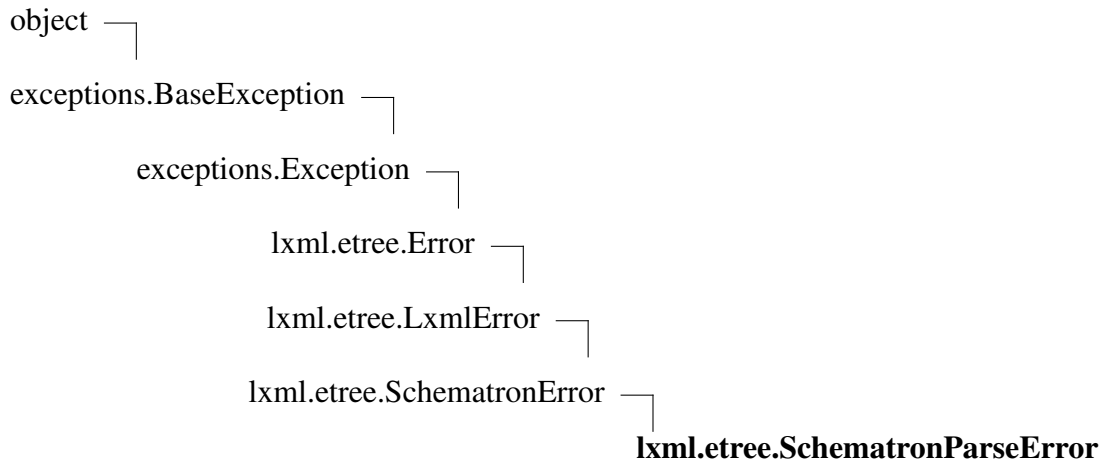 object
exceptions.BaseException
exceptions.Exception
lxml.etree.Error
lxml.etree.LxmlError
lxml.etree.SchematronError
lxml.etree.SchematronParseError